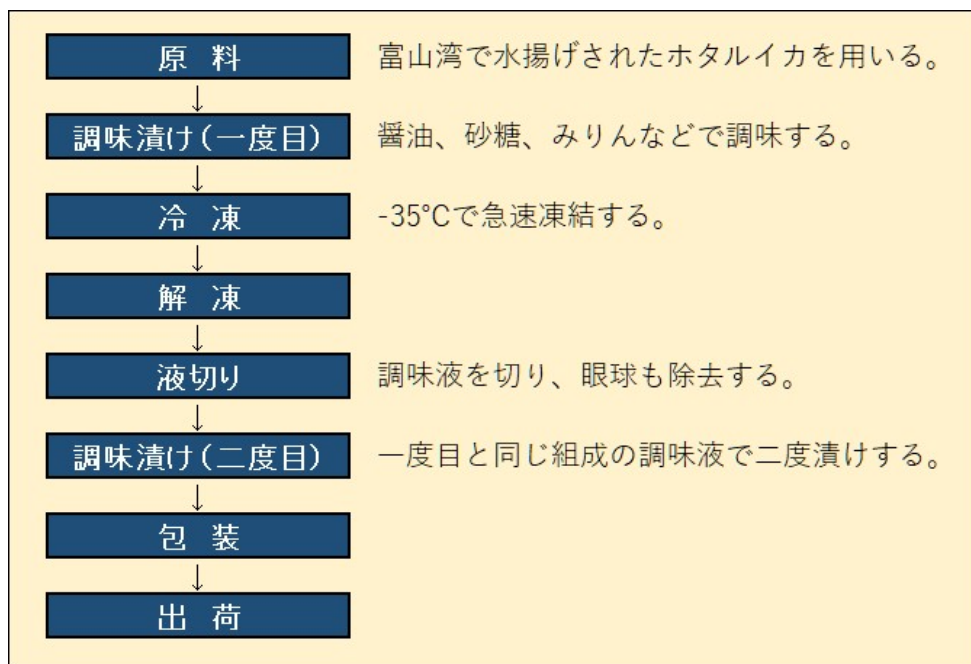 原 料 富山湾で水揚げされたホタルイカを用いる。
↓
調味漬け(一度目) 醤油、砂糖、みりんなどで調味する。
↓
冷 凍 -35°Cで急速凍結する。
↓
解 凍
↓
液切り 調味液を切り、眼球も除去する。
↓
調味漬け(二度目) 一度目と同じ組成の調味液で二度漬けする。
↓
包 装
↓
出 荷